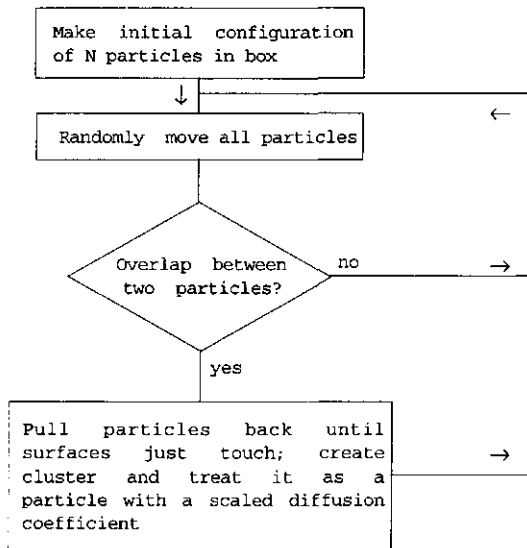 Make initial configuration
of N particles in box
↓
←
Randomly move all particles
Overlap between
two particles?
no →
yes
Pull particles back until
surfaces just touch; create
cluster and treat it as a
particle with a scaled diffusion
coefficient
→